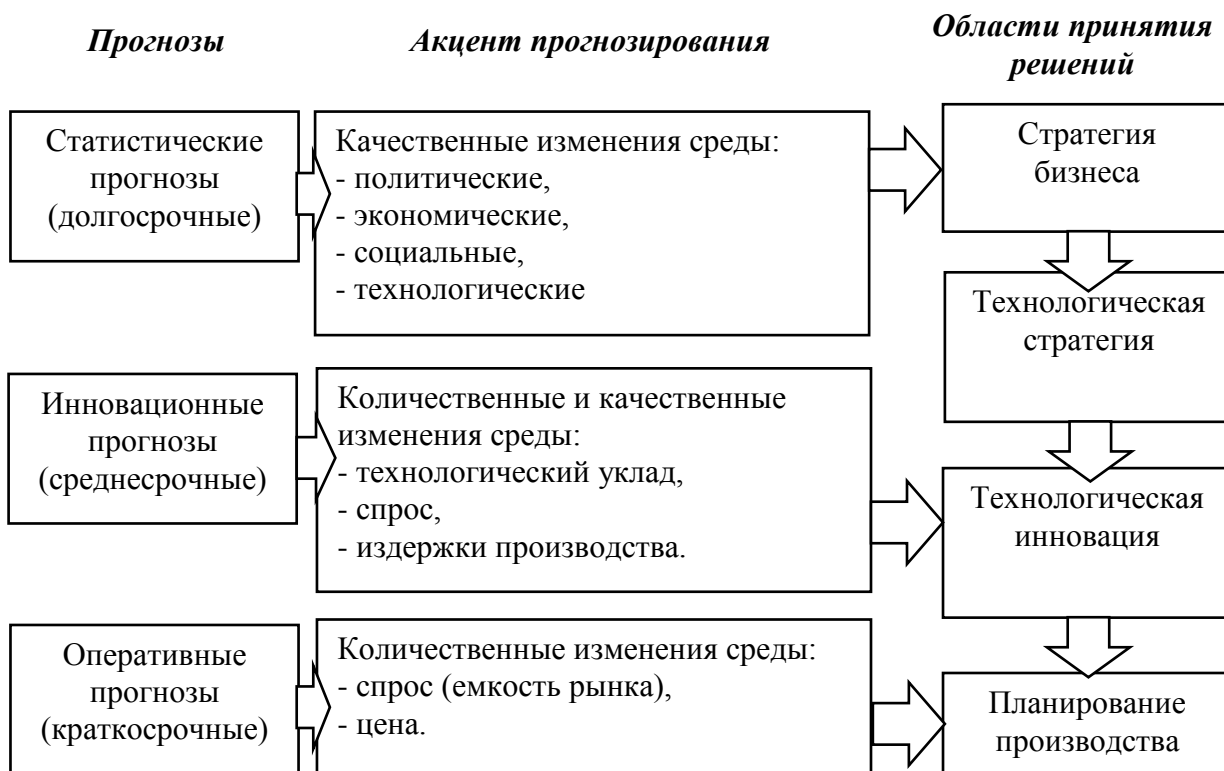 Прогнозы
Акцент прогнозирования
Области принятия
решений
Статистические
прогнозы
(долгосрочные)
Качественные изменения среды:
- политические,
- экономические,
- социальные,
- технологические
Стратегия
бизнеса
Технологическая
стратегия
Инновационные
прогнозы
(среднесрочные)
Количественные и качественные
изменения среды:
- технологический уклад,
- спрос,
- издержки производства.
Технологическая
инновация
Оперативные
прогнозы
(краткосрочные)
Количественные изменения среды:
- спрос (емкость рынка),
- цена.
Планирование
производства